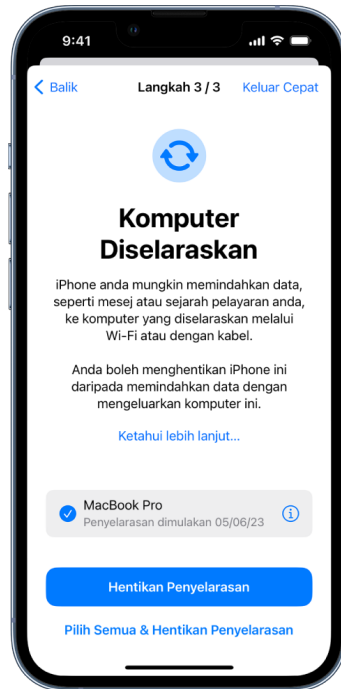 9:41
Balik
Langkah 3 / 3
Keluar Cepat
Komputer
Diselaraskan
iPhone anda mungkin memindahkan data,
seperti mesej atau sejarah pelayaran anda,
ke komputer yang diselaraskan melalui
Wi-Fi atau dengan kabel.
Anda boleh menghentikan iPhone ini
daripada memindahkan data dengan
mengeluarkan komputer ini.
Ketahui lebih lanjut...
MacBook Pro
Penyelarasan dimulakan 05/06/23
Hentikan Penyelarasan
Pilih Semua & Hentikan Penyelarasan